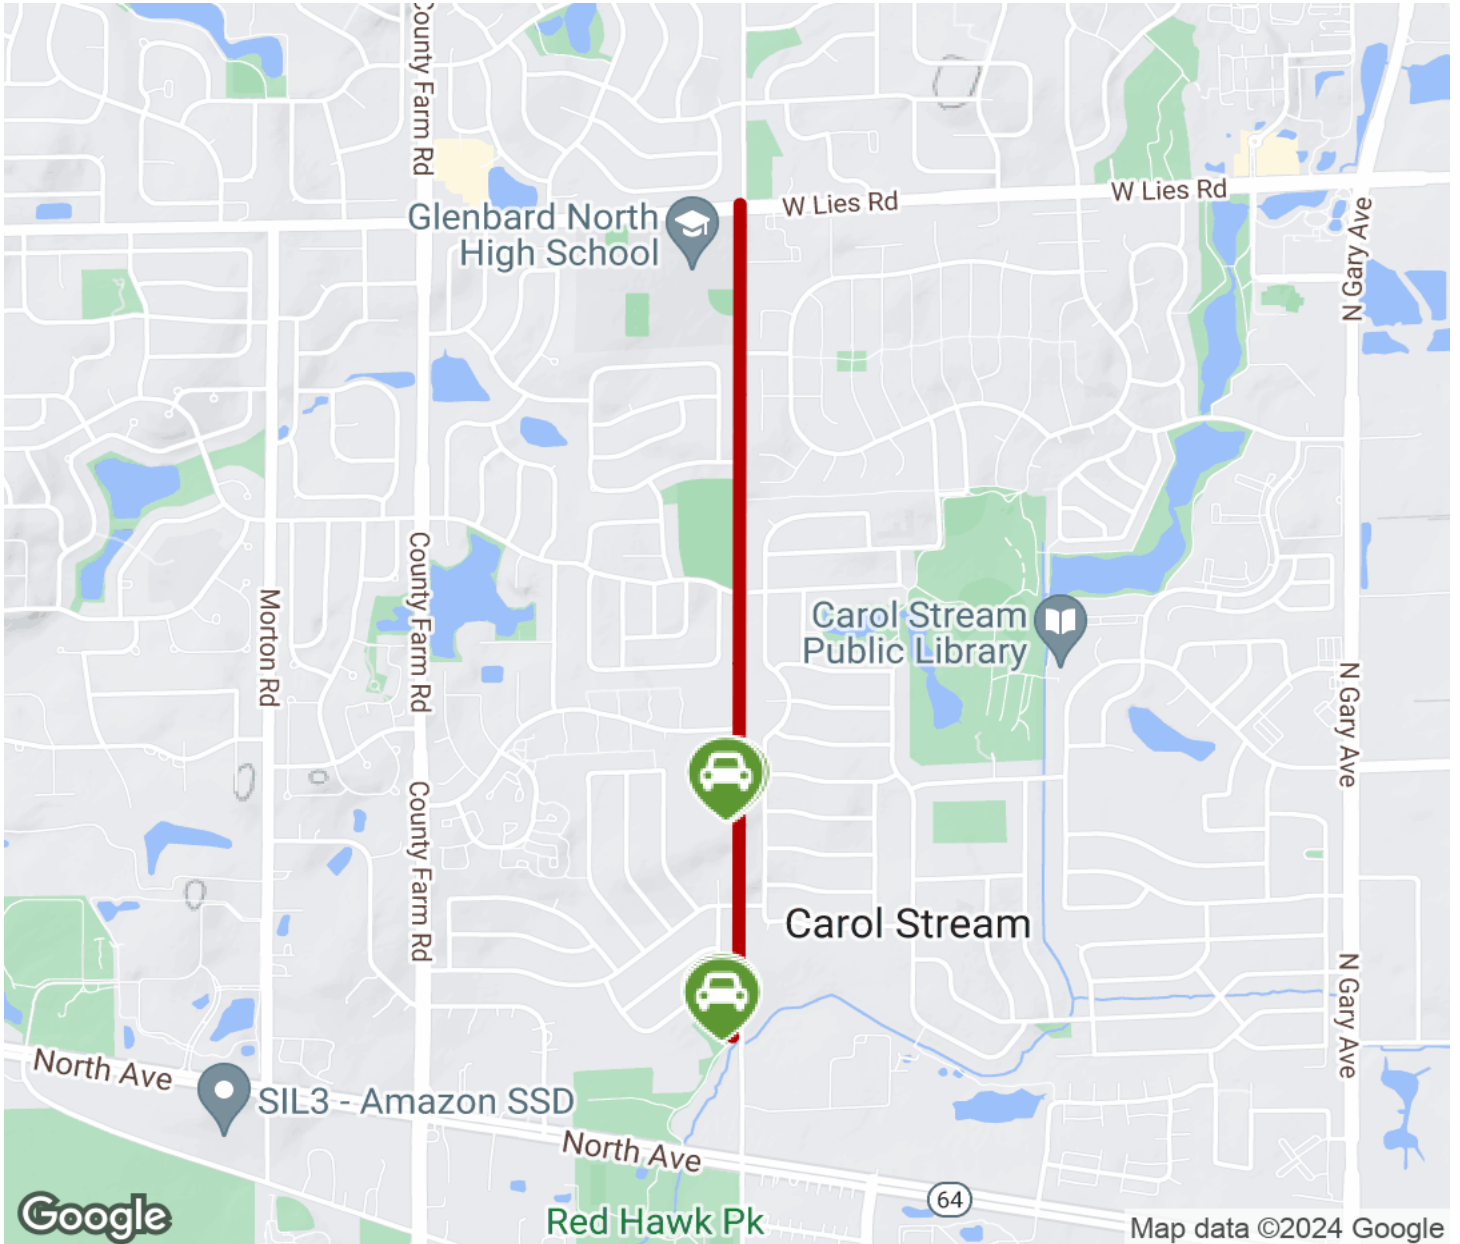 County Farm Rd
W Lies Rd
W Lies Rd
Glenbard North
High School
N Gary Ave
County Farm Rd
Morton Rd
Carol Stream
Public Library
N Gary Ave
County Farm Rd
Carol Stream
N Gary Ave
North Ave
SIL3 - Amazon SSD
North Ave
64
Red Hawk Pk
Google
Map data ©2024 Google